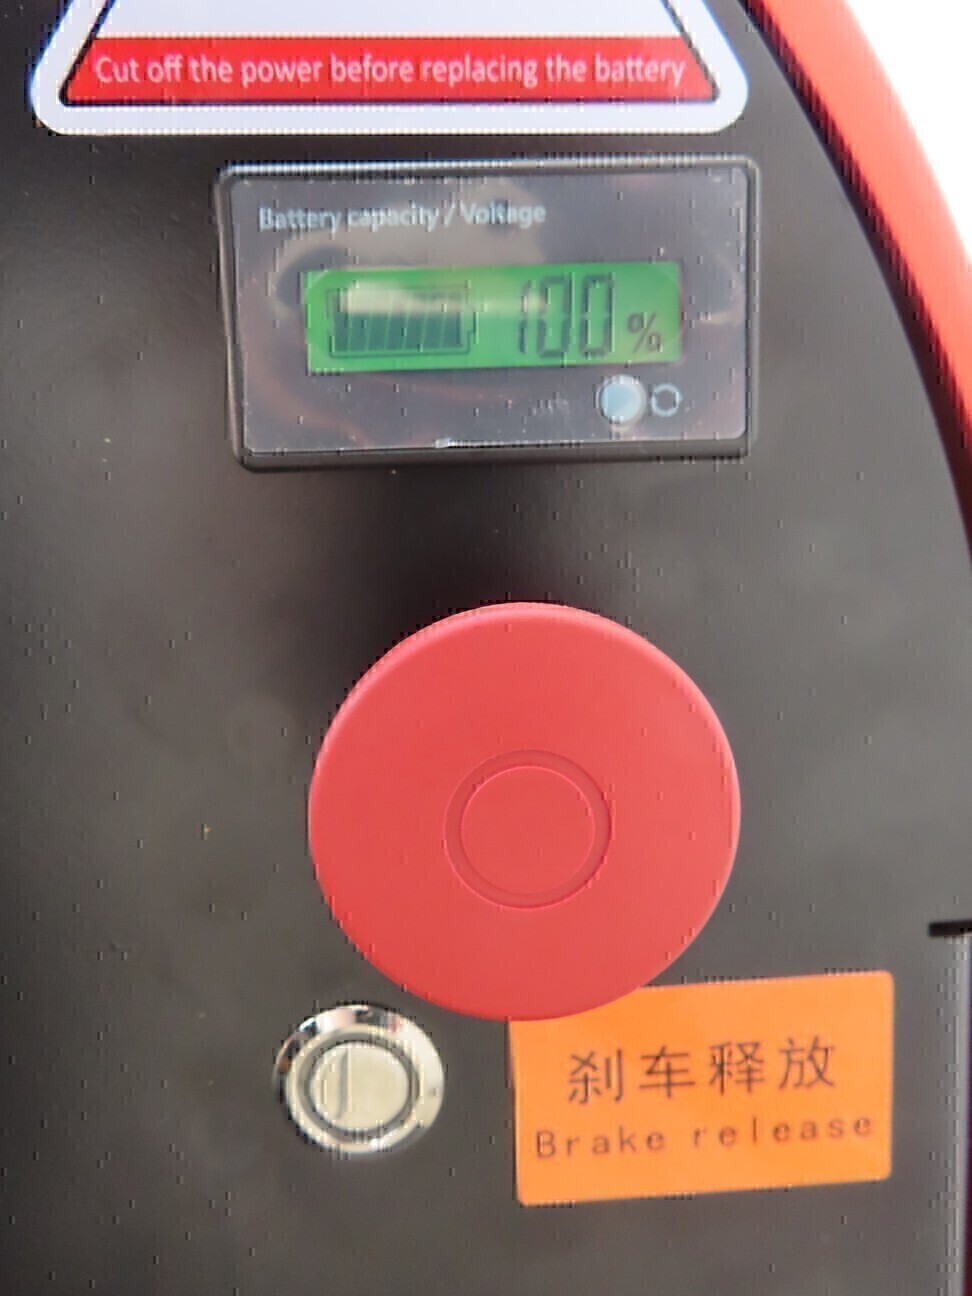 Cut off the power before replacing the battery
Battery capacity / Voltage
100 %
刹车释放
Brake release